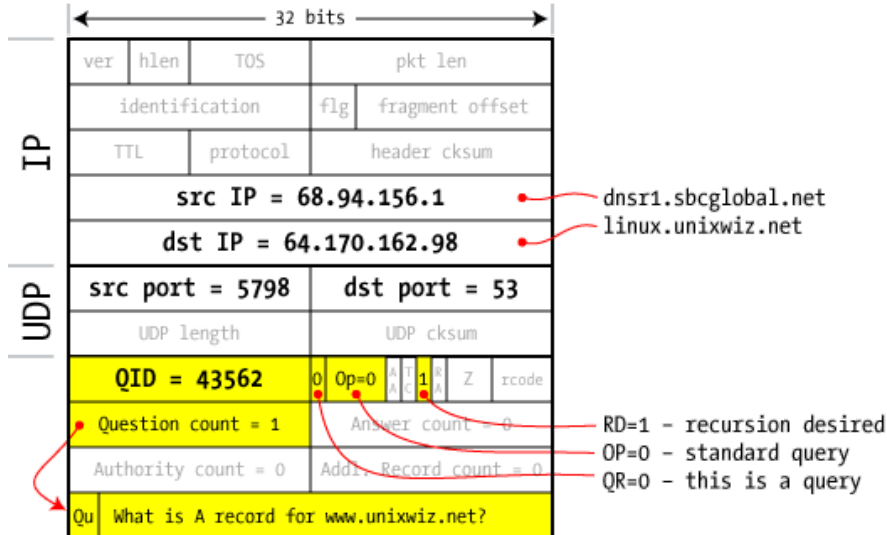 32 bits
IP
ver hlen TOS pkt len
identification flg fragment offset
TTL protocol header cksum
src IP = 68.94.156.1 dnsr1.sbcglobal.net
dst IP = 64.170.162.98 linux.unixwiz.net
UDP
src port = 5798 dst port = 53
UDP length UDP cksum
QID = 43562 0 Op=0 AA TC 1 RA Z rcode
Question count = 1 Answer count = 0 RD=1 – recursion desired
OP=0 – standard query
Authority count = 0 Addl. Record count = 0 QR=0 – this is a query
Qu What is A record for www.unixwiz.net?